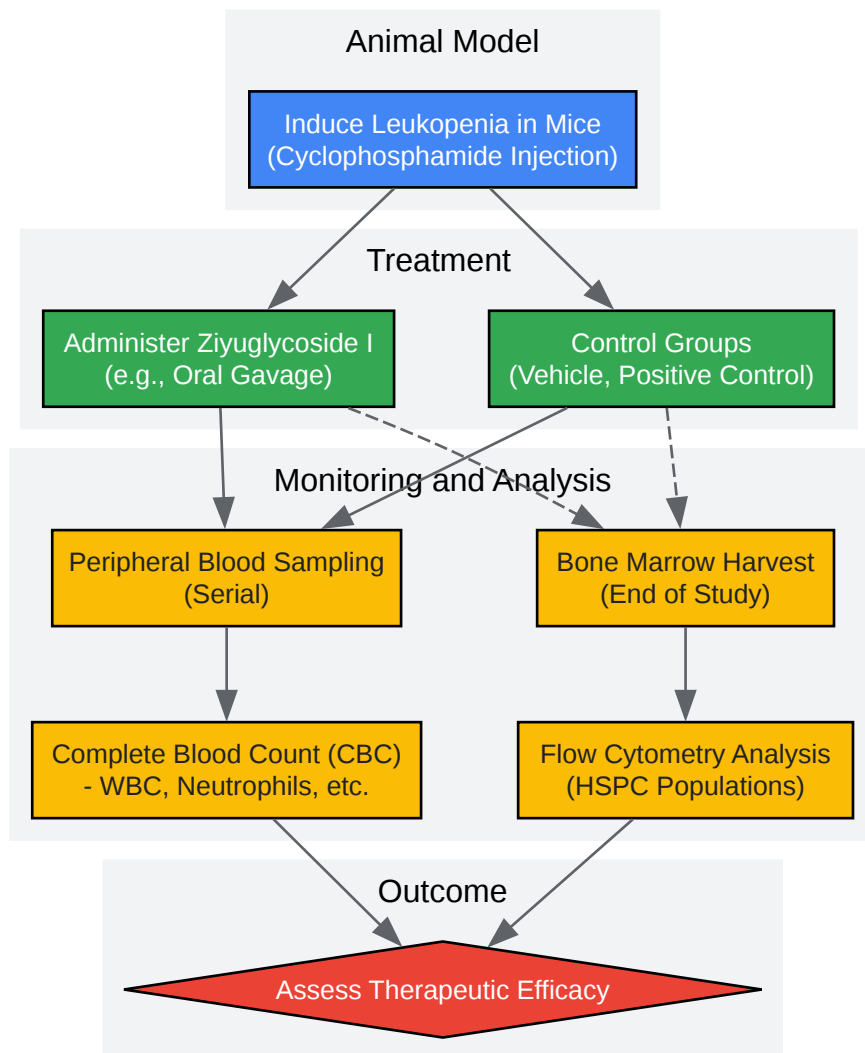 Animal Model
Induce Leukopenia in Mice
(Cyclophosphamide Injection)
Treatment
Administer Ziyuglycoside I
(e.g., Oral Gavage)
Control Groups
(Vehicle, Positive Control)
Monitoring and Analysis
Peripheral Blood Sampling
(Serial)
Bone Marrow Harvest
(End of Study)
Complete Blood Count (CBC)
- WBC, Neutrophils, etc.
Flow Cytometry Analysis
(HSPC Populations)
Outcome
Assess Therapeutic Efficacy